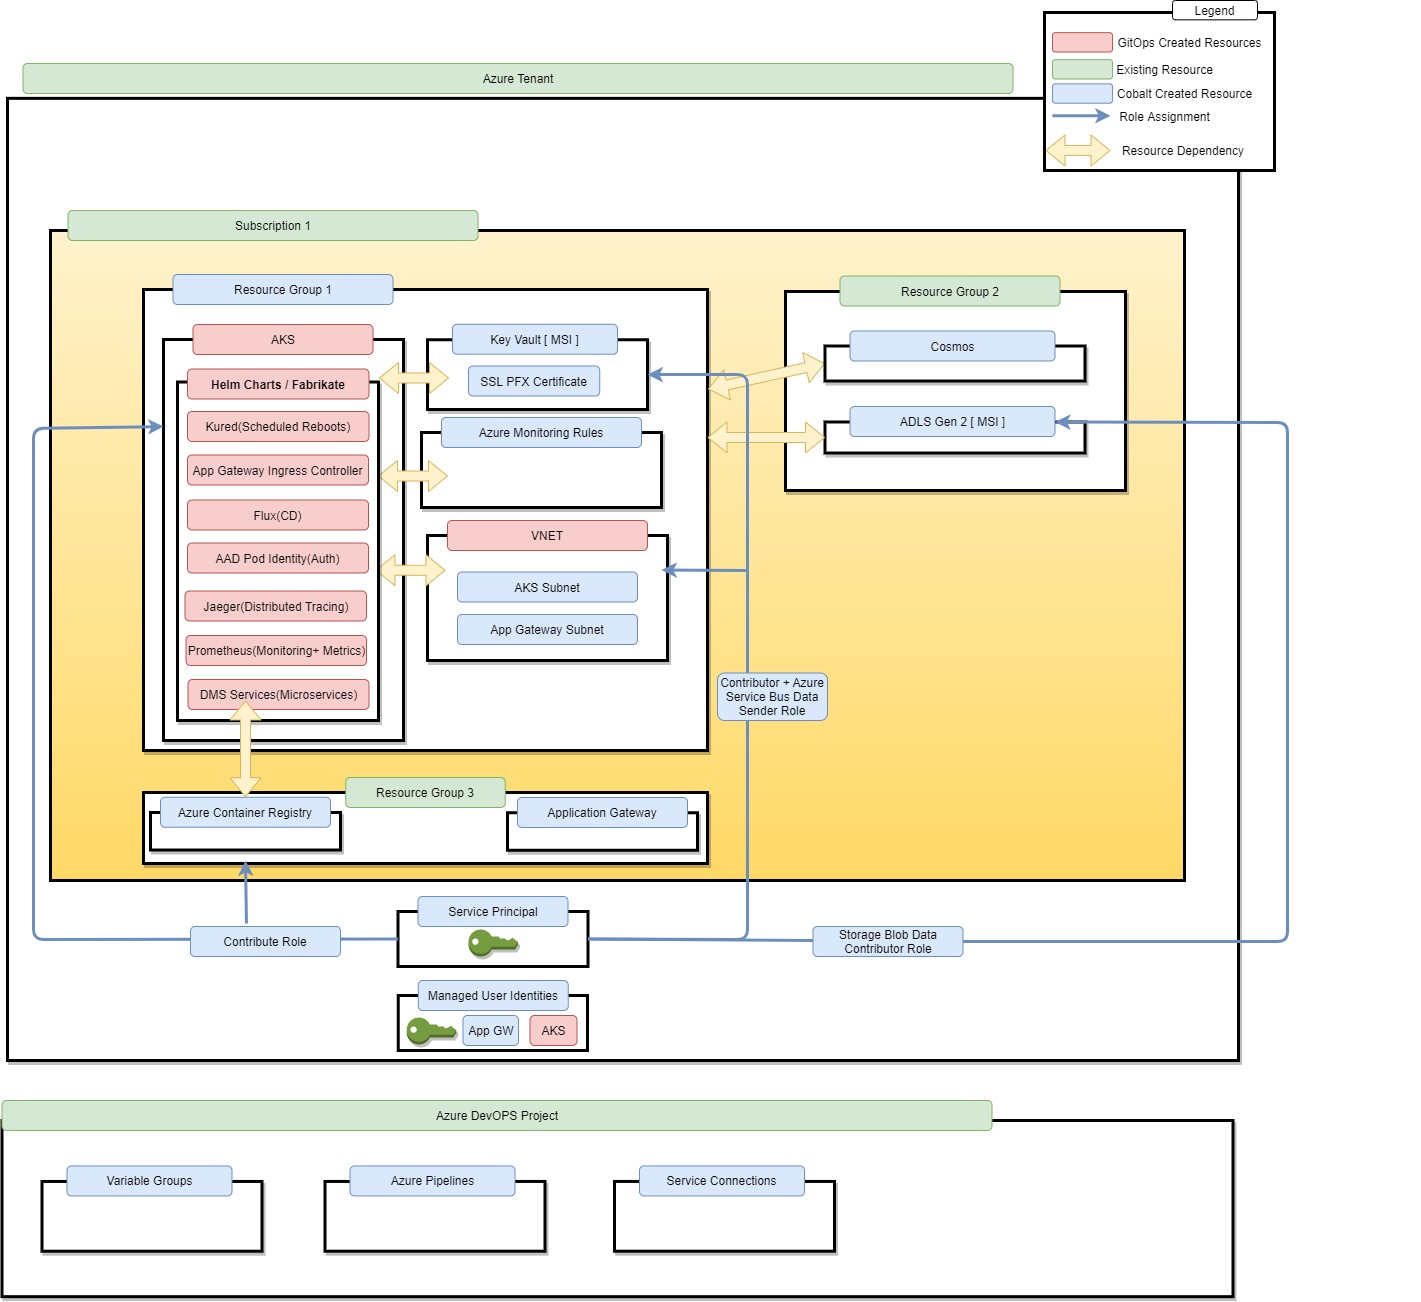 Legend
GitOps Created Resources
Existing Resource
Cobalt Created Resource
Role Assignment
Resource Dependency
Azure Tenant
Subscription 1
Resource Group 1
AKS
Helm Charts / Fabrikate
Kured(Scheduled Reboots)
App Gateway Ingress Controller
Flux(CD)
AAD Pod Identity(Auth)
Jaeger(Distributed Tracing)
Prometheus(Monitoring+ Metrics)
DMS Services(Microservices)
Key Vault [ MSI ]
SSL PFX Certificate
Azure Monitoring Rules
VNET
AKS Subnet
App Gateway Subnet
Resource Group 2
Cosmos
ADLS Gen 2 [ MSI ]
Contributor + Azure
Service Bus Data
Sender Role
Resource Group 3
Azure Container Registry
Application Gateway
Service Principal
Contribute Role
Storage Blob Data
Contributor Role
Managed User Identities
App GW
AKS
Azure DevOPS Project
Variable Groups
Azure Pipelines
Service Connections